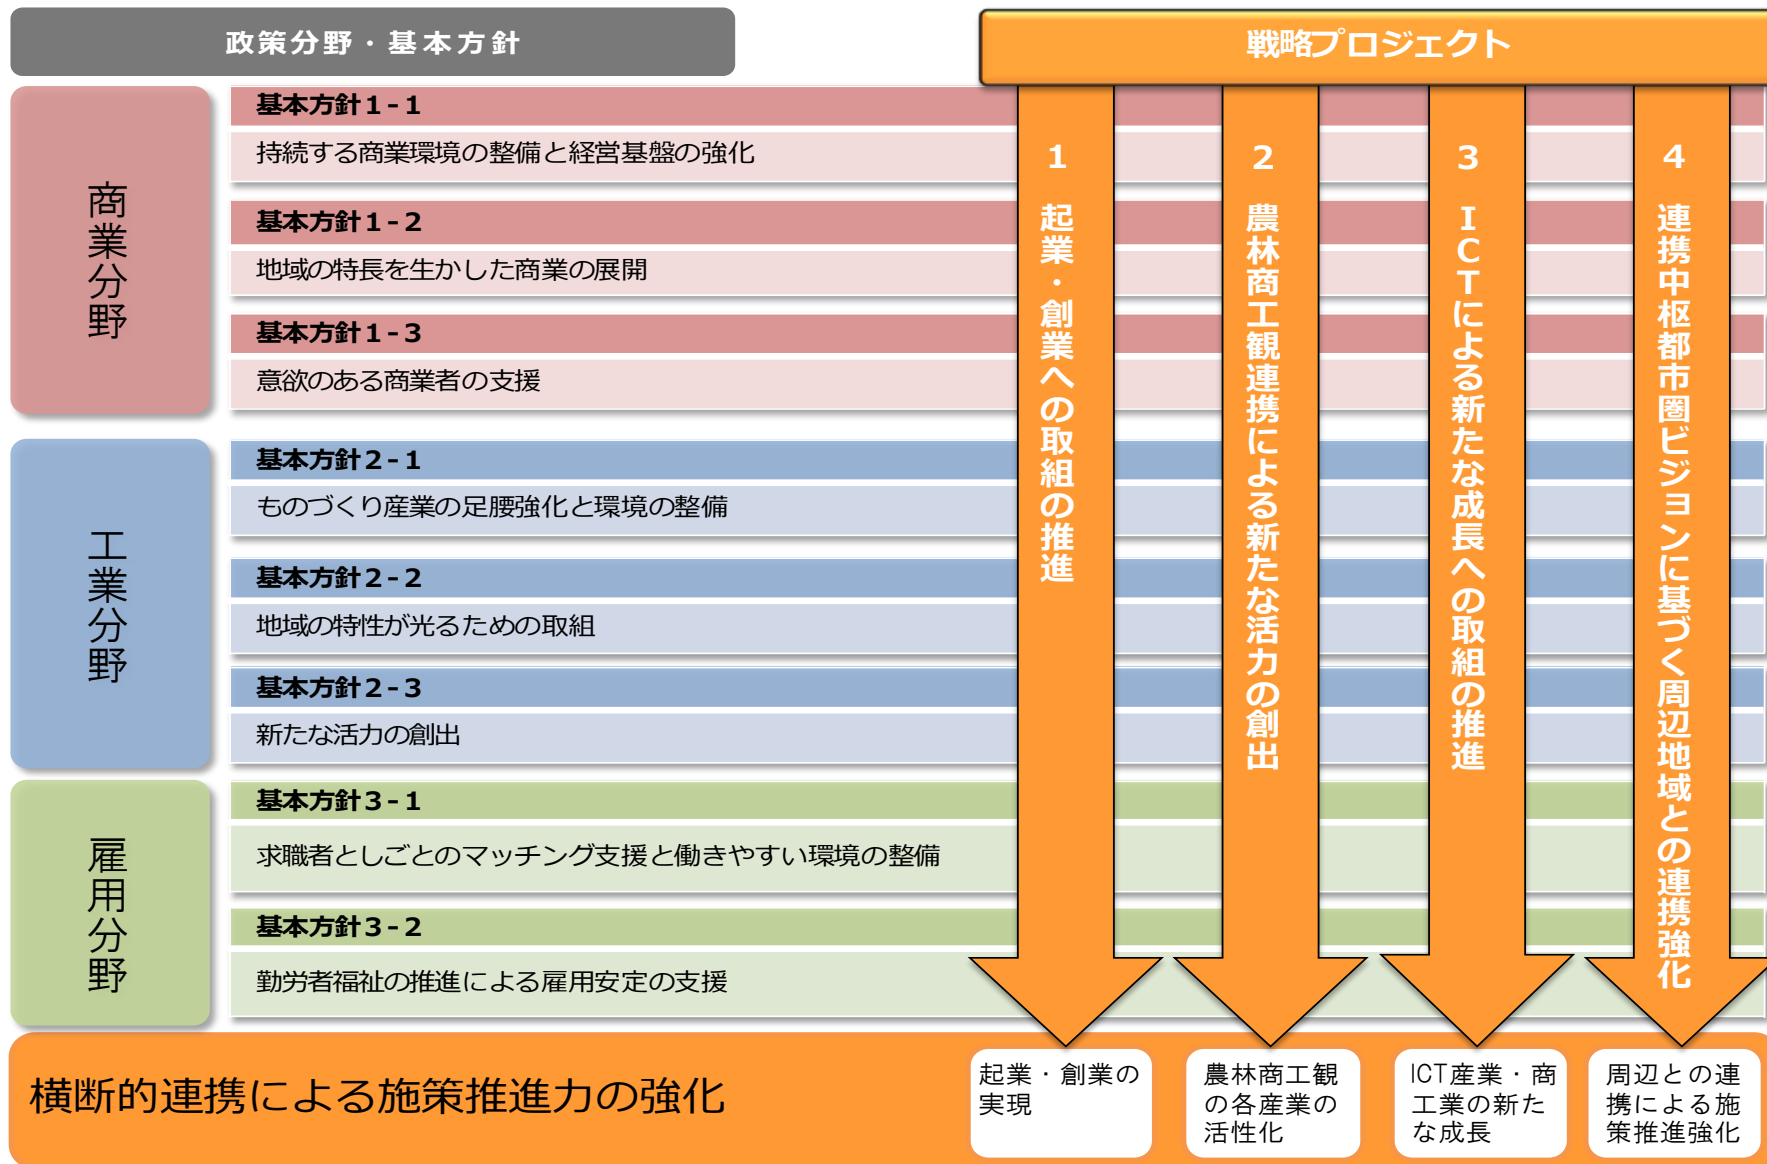 政策分野・基本方針
戦略プロジェクト
商業分野
基本方針１-１
持続する商業環境の整備と経営基盤の強化
基本方針１-２
地域の特長を生かした商業の展開
基本方針１-３
意欲のある商業者の支援
工業分野
基本方針２-１
ものづくり産業の足腰強化と環境の整備
基本方針２-２
地域の特性が光るための取組
基本方針２-３
新たな活力の創出
雇用分野
基本方針３-１
求職者としごとのマッチング支援と働きやすい環境の整備
基本方針３-２
勤労者福祉の推進による雇用安定の支援
１　起業・創業への取組の推進
２　農林商工観連携による新たな活力の創出
３　ＩＣＴによる新たな成長への取組の推進
４　連携中枢都市圏ビジョンに基づく周辺地域との連携強化
横断的連携による施策推進力の強化
起業・創業の
実現
農林商工観
の各産業の
活性化
ICT産業・商
工業の新た
な成長
周辺との連
携による施
策推進強化